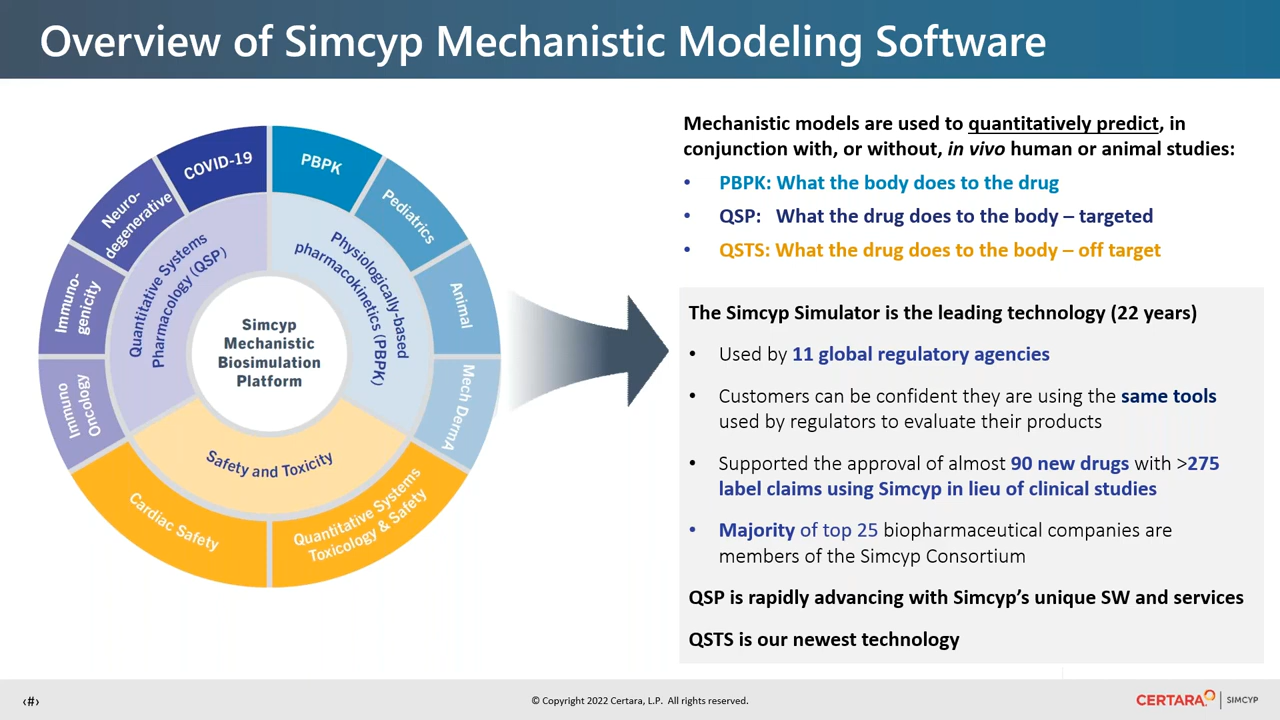 Overview of Simcyp Mechanistic Modeling Software
COVID-19
PBPK
Neuro-
degenerative
Pediatrics
Immuno-
genicity
Animal
Immuno
Oncology
Mech DermA
Quantitative Systems
Pharmacology (QSP)
Physiologically-based
pharmacokinetics (PBPK)
Simcyp
Mechanistic
Biosimulation
Platform
Safety and Toxicity
Cardiac Safety
Quantitative Systems
Toxicology & Safety
Mechanistic models are used to quantitatively predict, in
conjunction with, or without, in vivo human or animal studies:
• PBPK: What the body does to the drug
• QSP: What the drug does to the body – targeted
• QSTS: What the drug does to the body – off target
The Simcyp Simulator is the leading technology (22 years)
• Used by 11 global regulatory agencies
• Customers can be confident they are using the same tools
used by regulators to evaluate their products
• Supported the approval of almost 90 new drugs with >275
label claims using Simcyp in lieu of clinical studies
• Majority of top 25 biopharmaceutical companies are
members of the Simcyp Consortium
QSP is rapidly advancing with Simcyp’s unique SW and services
QSTS is our newest technology
‹#›
© Copyright 2022 Certara, L.P. All rights reserved.
CERTARA | SIMCYP